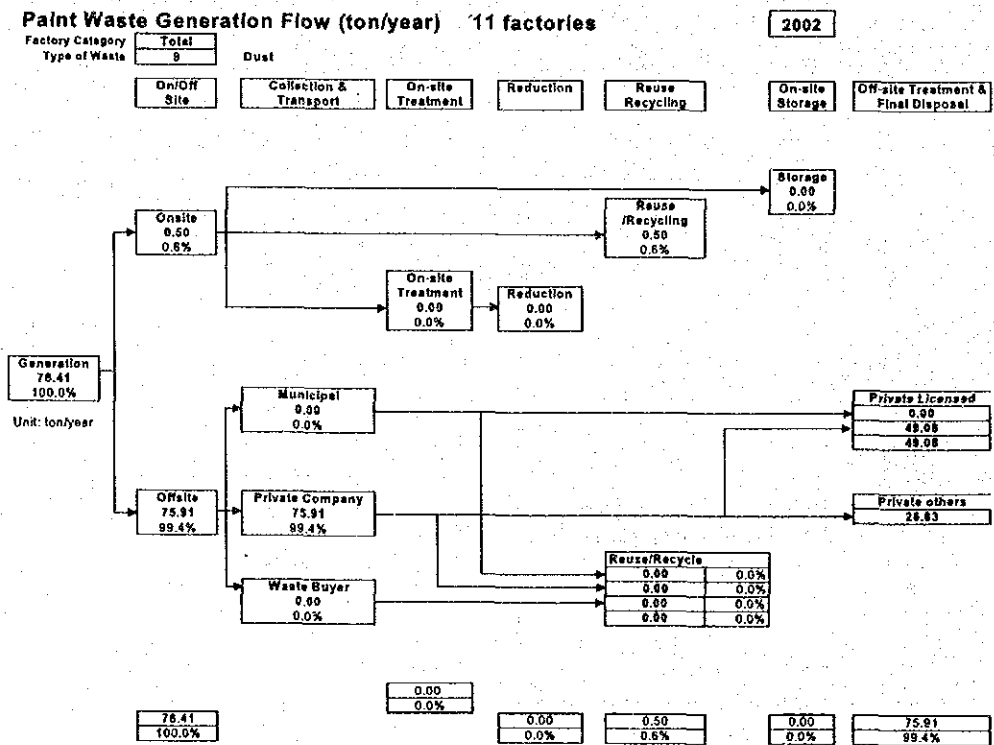 Paint Waste Generation Flow (ton/year) 11 factories
2002
Factory Category Total
Type of Waste 9 Dust
On/Off Site
Collection & Transport
On-site Treatment
Reduction
Reuse Recycling
On-site Storage
Off-site Treatment & Final Disposal
Storage
0.00
0.0%
Onsite
0.50
0.6%
Reuse
/Recycling
0.50
0.6%
On-site
Treatment
0.00
0.0%
Reduction
0.00
0.0%
Generation
76.41
100.0%
Unit: ton/year
Municipal
0.00
0.0%
Private Licensed
0.00
49.08
49.08
Offsite
75.91
99.4%
Private Company
75.91
99.4%
Private others
26.83
Reuse/Recycle
0.00 0.0%
0.00 0.0%
0.00 0.0%
0.00 0.0%
Waste Buyer
0.00
0.0%
0.00
0.0%
76.41
100.0%
0.00
0.0%
0.50
0.6%
0.00
0.0%
75.91
99.4%